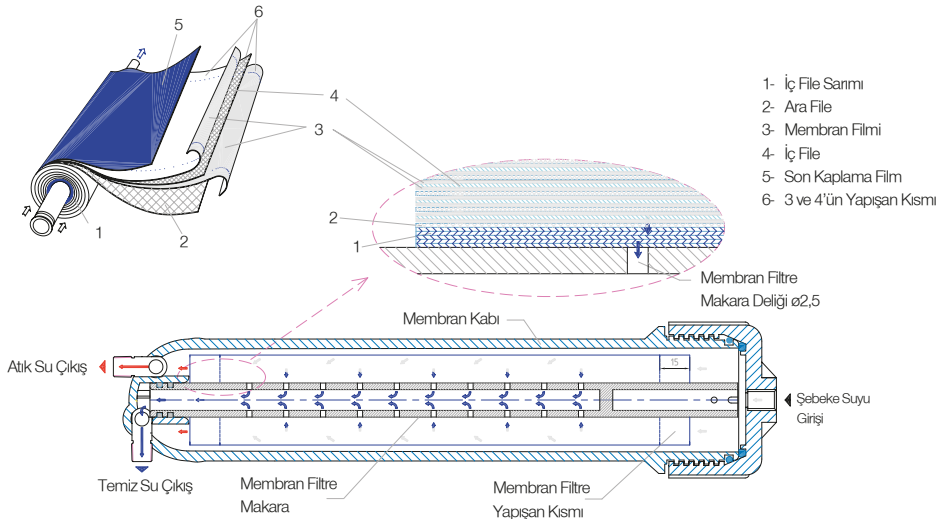 5
6
4
3
1
2
1- İç File Sarımı
2- Ara File
3- Membran Filmi
4- İç File
5- Son Kaplama Film
6- 3 ve 4'ün Yapışan Kısmı
2
1
Membran Filtre
Makara Deliği ø2,5
Membran Kabı
Atık Su Çıkış
15
Şebeke Suyu
Girişi
Temiz Su Çıkış
Membran Filtre
Makara
Membran Filtre
Yapışan Kısmı